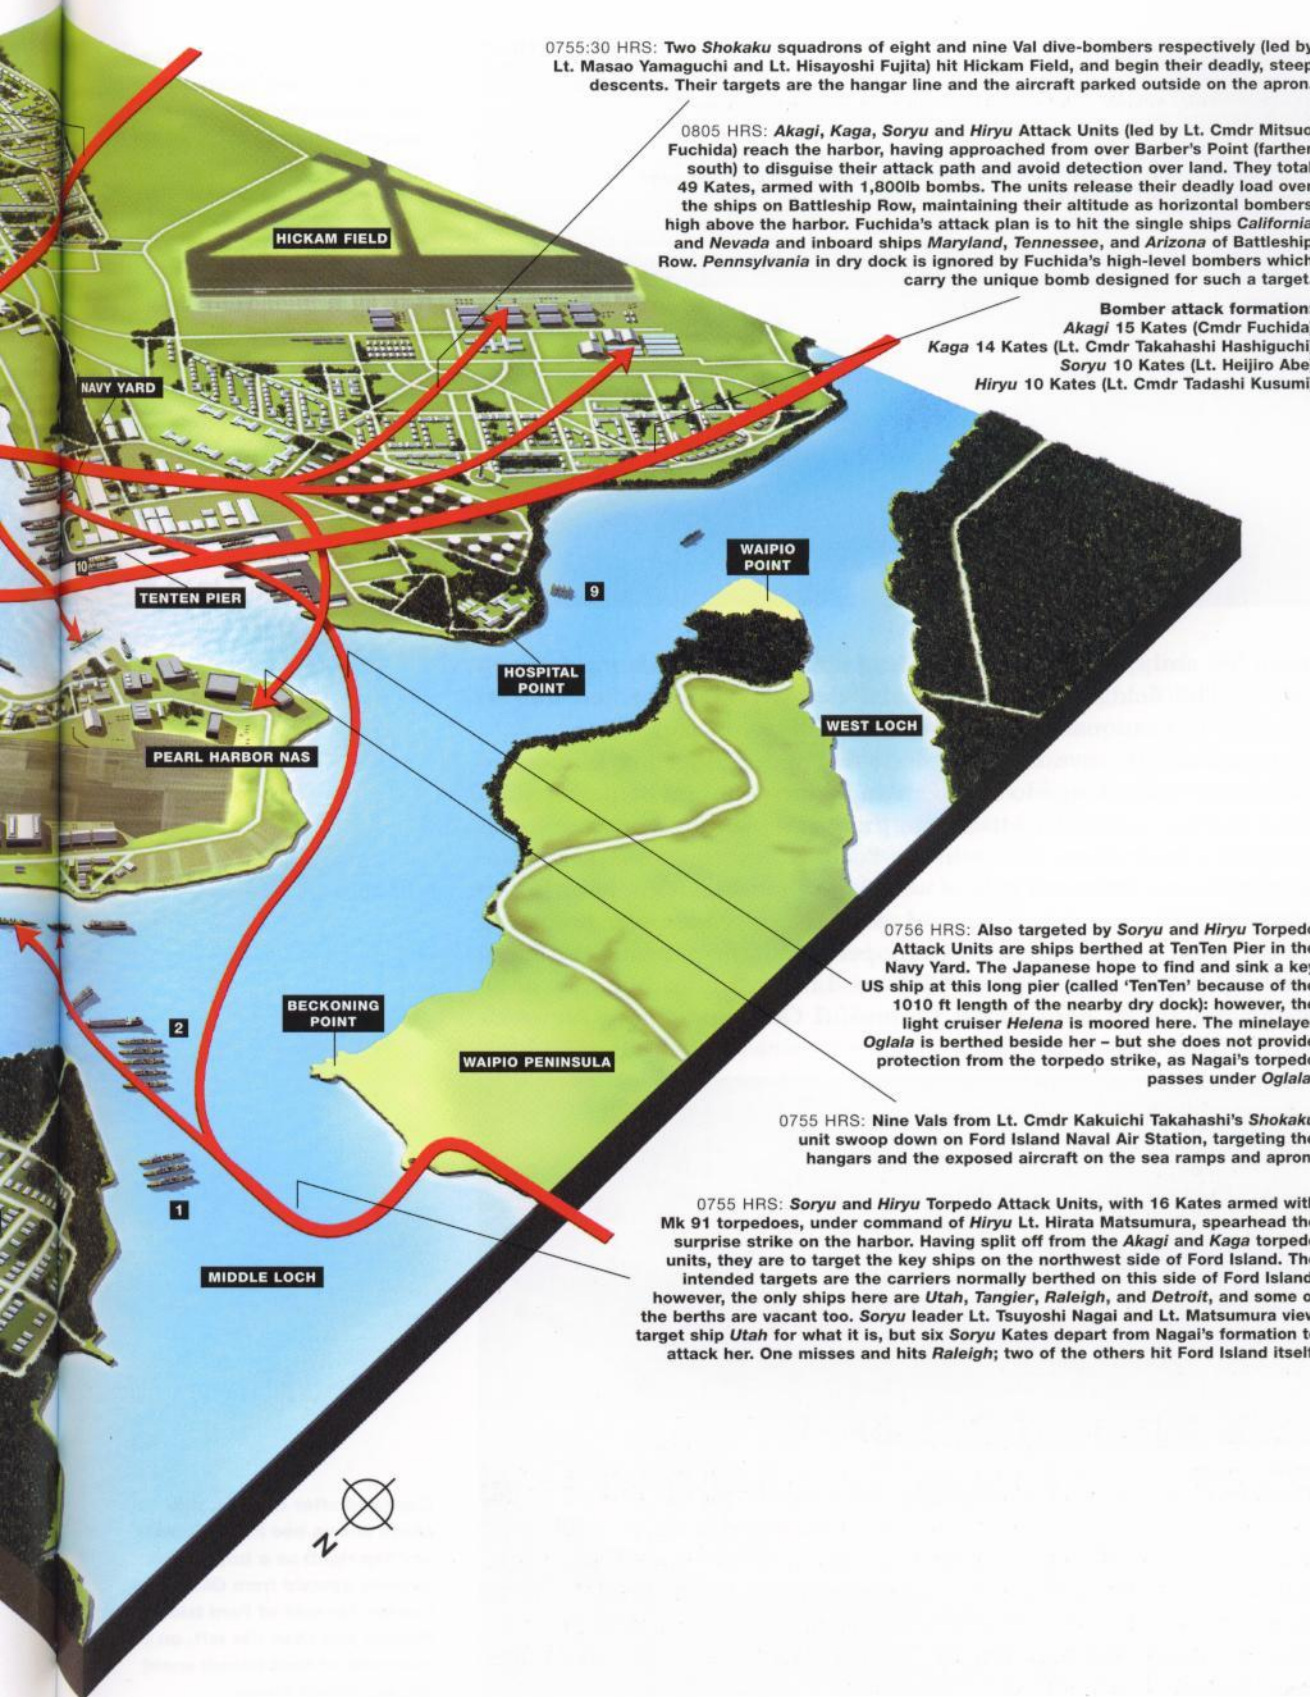 0755:30 HRS: Two Shokaku squadrons of eight and nine Val dive-bombers respectively (led by
Lt. Masao Yamaguchi and Lt. Hisayoshi Fujita) hit Hickam Field, and begin their deadly, steep
descents. Their targets are the hangar line and the aircraft parked outside on the apron.
0805 HRS: Akagi, Kaga, Soryu and Hiryu Attack Units (led by Lt. Cmdr Mitsuo
Fuchida) reach the harbor, having approached from over Barber's Point (farther
south) to disguise their attack path and avoid detection over land. They total
49 Kates, armed with 1,800lb bombs. The units release their deadly load over
the ships on Battleship Row, maintaining their altitude as horizontal bombers
high above the harbor. Fuchida's attack plan is to hit the single ships California
and Nevada and inboard ships Maryland, Tennessee, and Arizona of Battleship
Row. Pennsylvania in dry dock is ignored by Fuchida's high-level bombers which
carry the unique bomb designed for such a target.
Bomber attack formation
Akagi 15 Kates (Cmdr Fuchida)
Kaga 14 Kates (Lt. Cmdr Takahashi Hashiguchi)
Soryu 10 Kates (Lt. Heijiro Abe)
Hiryu 10 Kates (Lt. Cmdr Tadashi Kusumi)
HICKAM FIELD
NAVY YARD
10
TENTEN PIER
9
WAIPIO
POINT
HOSPITAL
POINT
WEST LOCH
PEARL HARBOR NAS
0756 HRS: Also targeted by Soryu and Hiryu Torpedo
Attack Units are ships berthed at TenTen Pier in the
Navy Yard. The Japanese hope to find and sink a key
US ship at this long pier (called 'TenTen' because of the
1010 ft length of the nearby dry dock): however, the
light cruiser Helena is moored here. The minelayer
Oglala is berthed beside her – but she does not provide
protection from the torpedo strike, as Nagai's torpedo
passes under Oglala
BECKONING
POINT
2
WAIPIO PENINSULA
0755 HRS: Nine Vals from Lt. Cmdr Kakuichi Takahashi's Shokaku
unit swoop down on Ford Island Naval Air Station, targeting the
hangars and the exposed aircraft on the sea ramps and apron
1
MIDDLE LOCH
0755 HRS: Soryu and Hiryu Torpedo Attack Units, with 16 Kates armed with
Mk 91 torpedoes, under command of Hiryu Lt. Hirata Matsumura, spearhead the
surprise strike on the harbor. Having split off from the Akagi and Kaga torpedo
units, they are to target the key ships on the northwest side of Ford Island. The
intended targets are the carriers normally berthed on this side of Ford Island
however, the only ships here are Utah, Tangier, Raleigh, and Detroit, and some of
the berths are vacant too. Soryu leader Lt. Tsuyoshi Nagai and Lt. Matsumura view
target ship Utah for what it is, but six Soryu Kates depart from Nagai's formation to
attack her. One misses and hits Raleigh; two of the others hit Ford Island itself
N